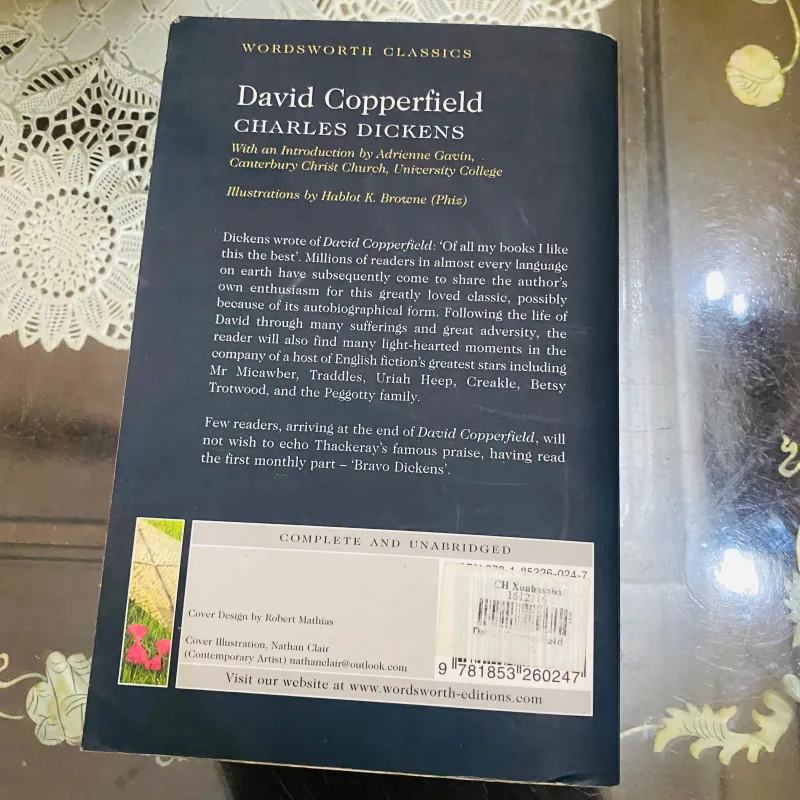 WORDSWORTH CLASSICS
David Copperfield
CHARLES DICKENS
With an Introduction by Adrienne Gavin,
Canterbury Christ Church, University College
Illustrations by Hablot K. Browne (Phiz)
Dickens wrote of David Copperfield: ‘Of all my books I like
this the best’. Millions of readers in almost every language
on earth have subsequently come to share the author’s
own enthusiasm for this greatly loved classic, possibly
because of its autobiographical form. Following the life of
David through many sufferings and great adversity, the
reader will also find many light-hearted moments in the
company of a host of English fiction’s greatest stars including
Mr Micawber, Traddles, Uriah Heep, Creakle, Betsy
Trotwood, and the Peggotty family.
Few readers, arriving at the end of David Copperfield, will
not wish to echo Thackeray’s famous praise, having read
the first monthly part – ‘Bravo Dickens’.
COMPLETE AND UNABRIDGED
1-85326-024-7
CH Xunhasaba
Cover Design by Robert Mathias
Cover Illustration, Nathan Clair
(Contemporary Artist) nathanclair@outlook.com
9 781853 260247
Visit our website at www.wordsworth-editions.com